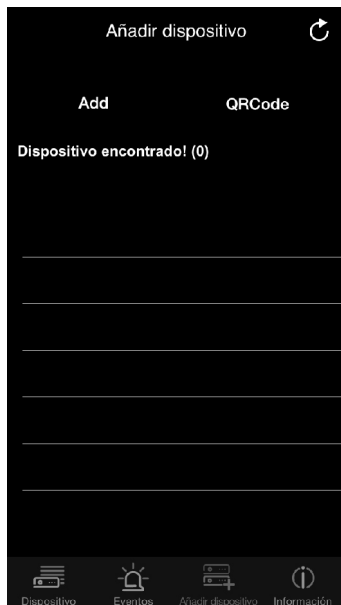 Añadir dispositivo
Add QRCode
Dispositivo encontrado! (0)
Dispositivo Eventos Añadir dispositivo Información